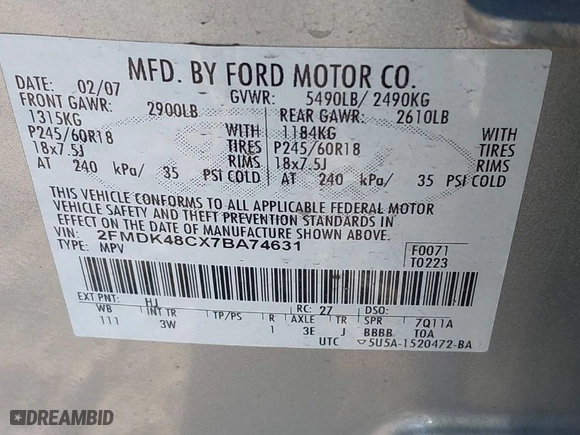 MFD. BY FORD MOTOR CO.
DATE: 02/07 GVWR: 5490LB/ 2490KG
FRONT GAWR: 2900LB REAR GAWR: 2610LB
1315KG WITH 1184KG WITH
P245/60R18 TIRES P245/60R18 TIRES
18x7.5J RIMS 18x7.5J RIMS
AT 240 kPa/ 35 PSI COLD AT 240 kPa/ 35 PSI COLD
THIS VEHICLE CONFORMS TO ALL APPLICABLE FEDERAL MOTOR
VEHICLE SAFETY AND THEFT PREVENTION STANDARDS IN
EFFECT ON THE DATE OF MANUFACTURE SHOWN ABOVE.
VIN: 2FMDK48CX7BA74631 F0071
TYPE: MPV T0223
EXT PNT: HJ RC: 27 DSO:
WB INT TR TP/PS R AXLE TR SPR 7Q11A
111 3W 1 3E J BBBB TOA
UTC ▽5U5A-1520472-BA
DREAMBID